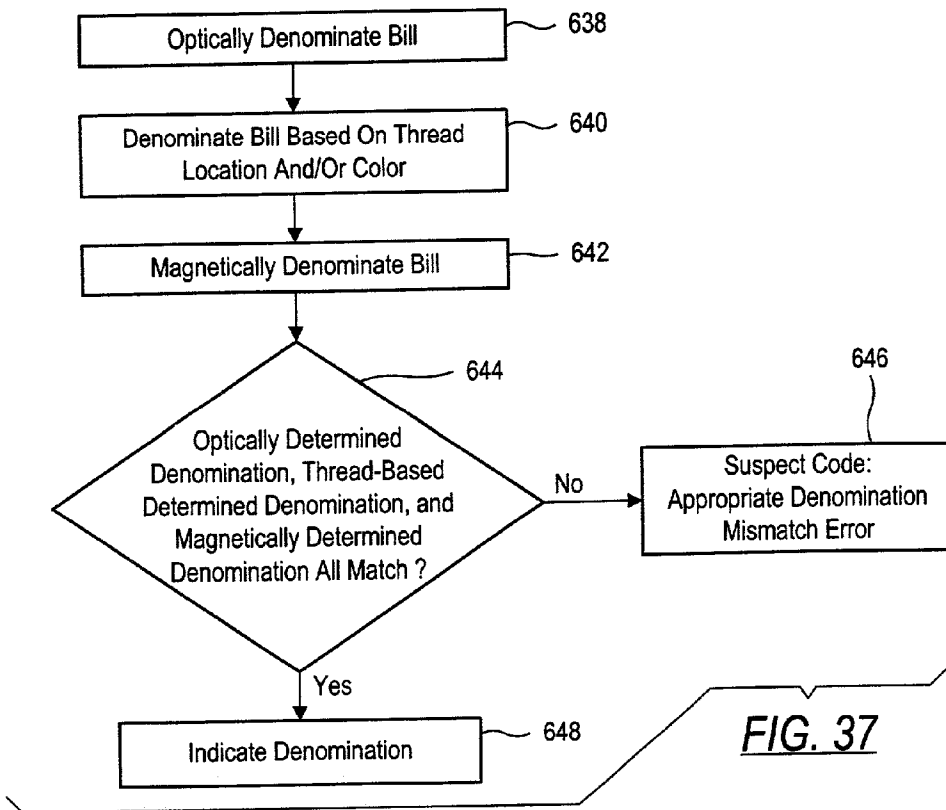 Optically Denominate Bill
638
Denominate Bill Based On Thread
Location And/Or Color
640
Magnetically Denominate Bill
642
644
Optically Determined
Denomination, Thread-Based
Determined Denomination, and
Magnetically Determined
Denomination All Match ?
No
646
Suspect Code:
Appropriate Denomination
Mismatch Error
Yes
Indicate Denomination
648
FIG. 37